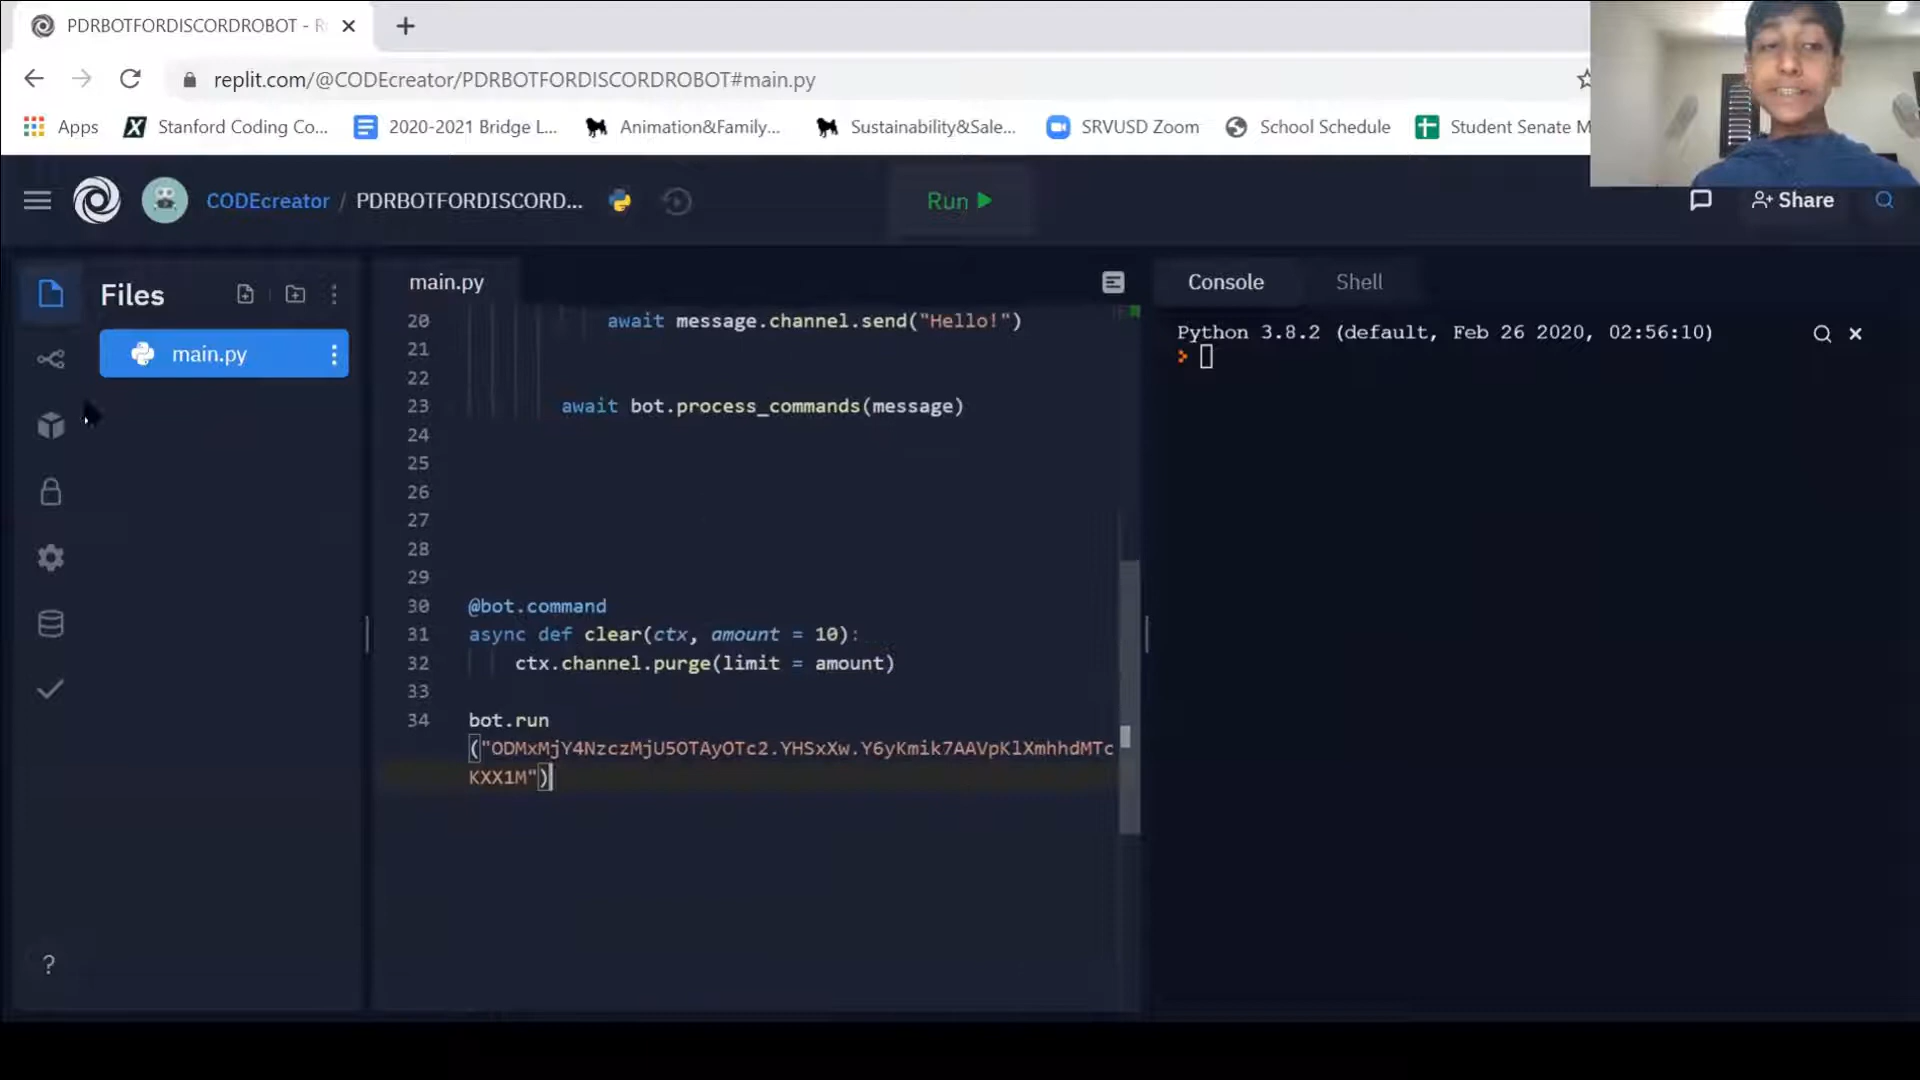 PDRBOTFORDISCORDROBOT - R
replit.com/@CODEcreator/PDRBOTFORDISCORDROBOT#main.py
Apps Stanford Coding Co... 2020-2021 Bridge L... Animation&Family... Sustainability&Sale... SRVUSD Zoom School Schedule Student Senate M
CODEcreator / PDRBOTFORDISCORD... Run Share
Files main.py Console Shell
main.py
20 await message.channel.send("Hello!")
21
22
23 await bot.process_commands(message)
24
25
26
27
28
29
30 @bot.command
31 async def clear(ctx, amount = 10):
32 ctx.channel.purge(limit = amount)
33
34 bot.run
("ODMxMjY4NzczMjU5OTAyOTc2.YHSxXw.Y6yKmik7AAVpKlXmhhdMTc
KXX1M")
Python 3.8.2 (default, Feb 26 2020, 02:56:10)
>
?